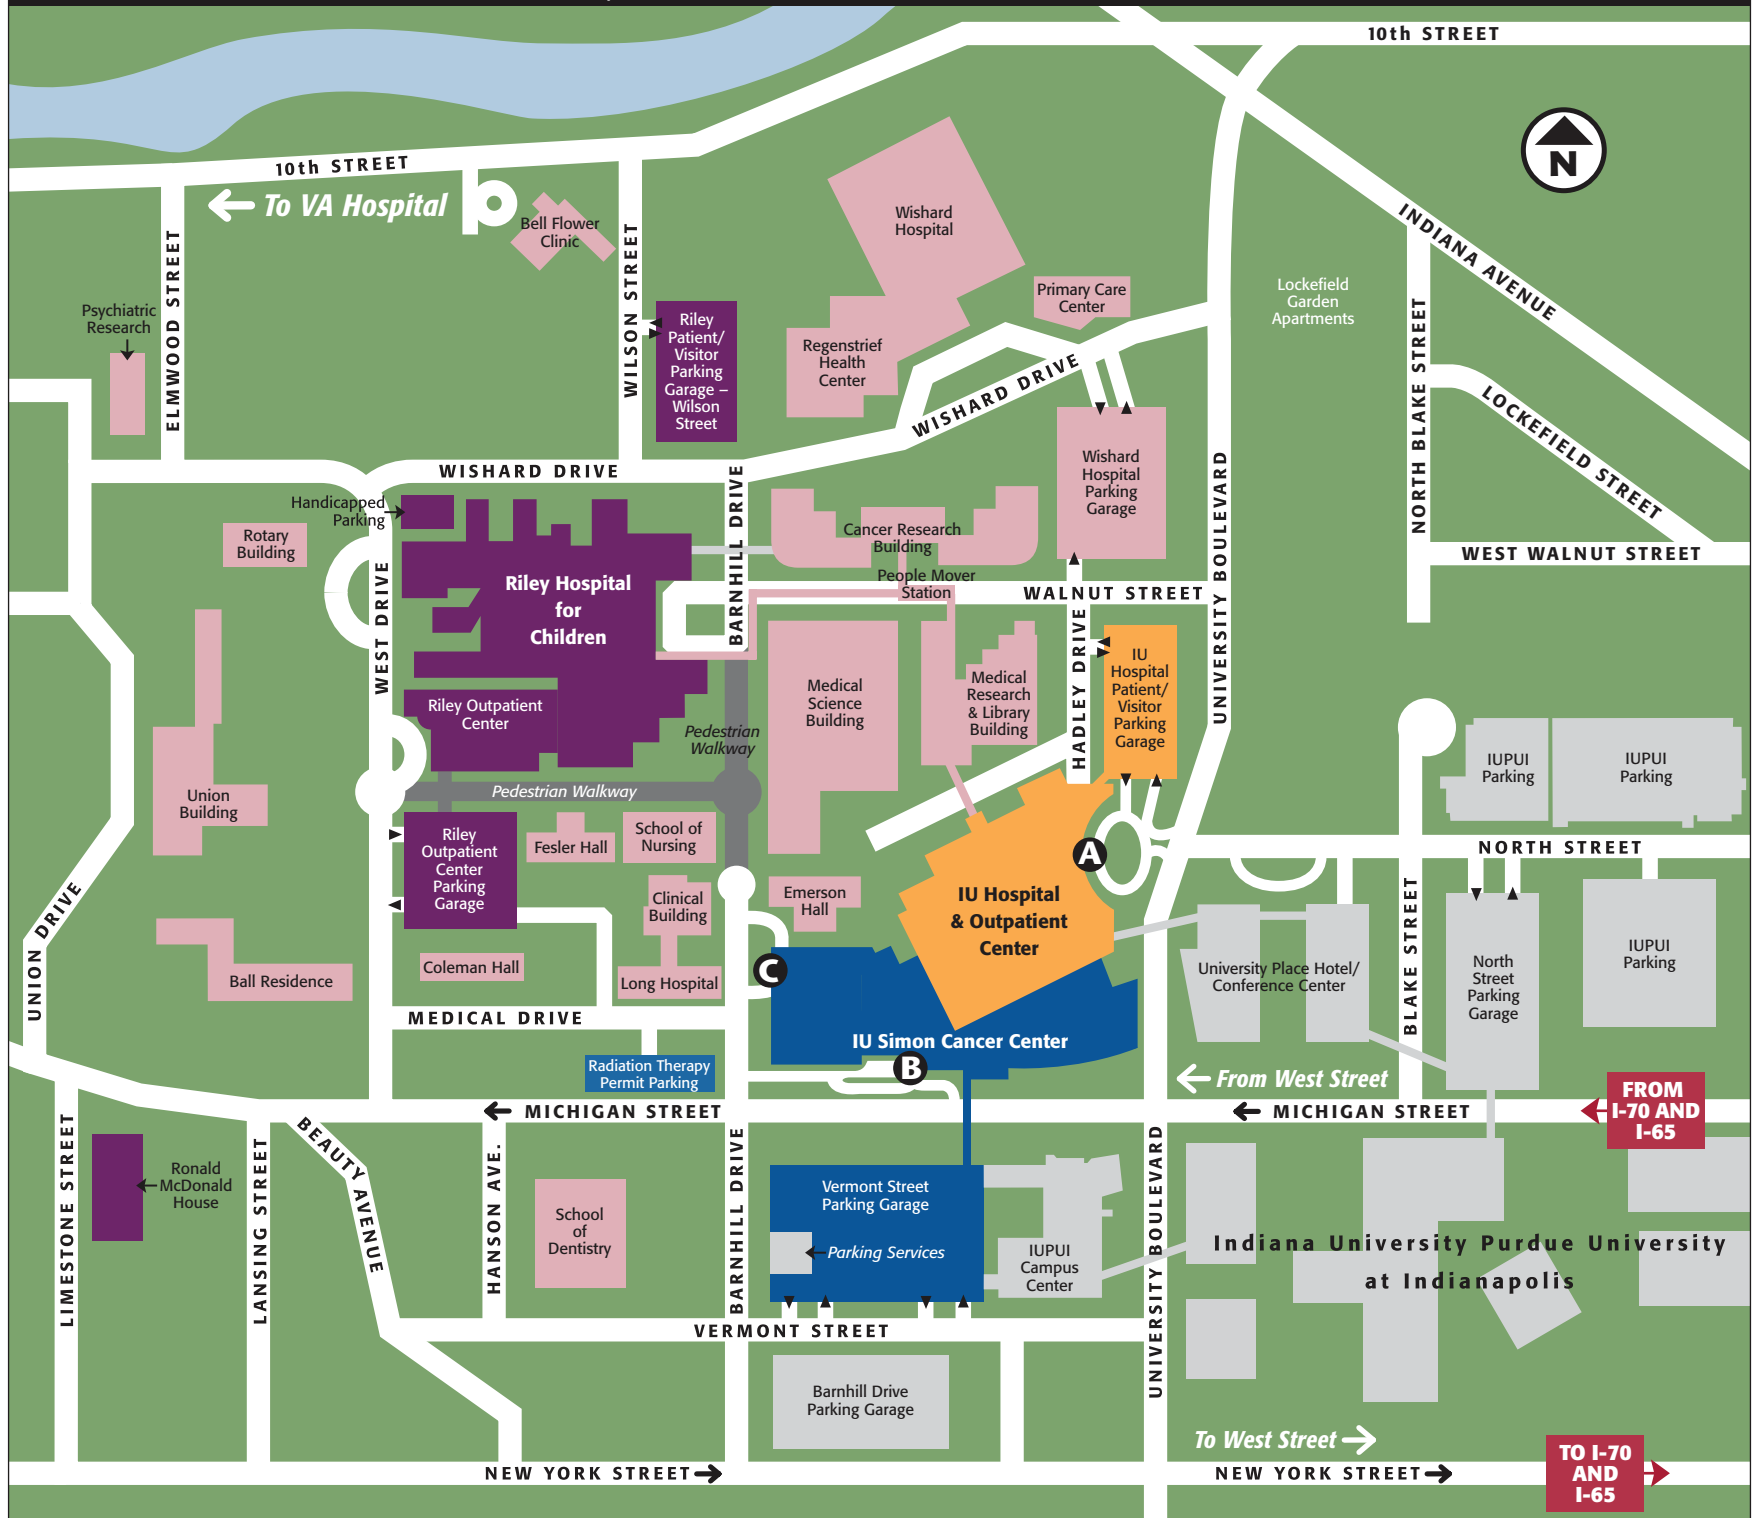 10th STREET
N
10th STREET
To VA Hospital
Bell Flower
Clinic
Wishard
Hospital
INDIANA AVENUE
ELMWOOD STREET
WILSON STREET
Psychiatric
Research
Riley
Patient/
Visitor
Parking
Garage –
Wilson
Street
Primary Care
Center
Regenstrief
Health
Center
Lockefield
Garden
Apartments
NORTH BLAKE STREET
LOCKEFIELD STREET
WISHARD DRIVE
WISHARD DRIVE
Wishard
Hospital
Parking
Garage
UNIVERSITY BOULEVARD
WEST WALNUT STREET
Handicapped
Parking
Rotary
Building
BARNHILL DRIVE
Cancer Research
Building
People Mover
Station
WALNUT STREET
WEST DRIVE
Riley Hospital
for
Children
HADLEY DRIVE
IU
Hospital
Patient/
Visitor
Parking
Garage
Riley Outpatient
Center
Medical
Science
Building
Medical
Research
& Library
Building
Pedestrian
Walkway
Pedestrian Walkway
IUPUI
Parking
IUPUI
Parking
Union
Building
Riley
Outpatient
Center
Parking
Garage
Fesler Hall
School of
Nursing
A
NORTH STREET
UNION DRIVE
Clinical
Building
Emerson
Hall
IU Hospital
& Outpatient
Center
BLAKE STREET
Coleman Hall
Long Hospital
Ball Residence
C
University Place Hotel/
Conference Center
North
Street
Parking
Garage
IUPUI
Parking
MEDICAL DRIVE
IU Simon Cancer Center
Radiation Therapy
Permit Parking
B
From West Street
FROM
I-70 AND
I-65
MICHIGAN STREET
MICHIGAN STREET
LIMESTONE STREET
Ronald
McDonald
House
LANSING STREET
BEAUTY AVENUE
HANSON AVE.
School
of
Dentistry
BARNHILL DRIVE
Vermont Street
Parking Garage
Parking Services
IUPUI
Campus
Center
UNIVERSITY BOULEVARD
Indiana University Purdue University
at Indianapolis
VERMONT STREET
Barnhill Drive
Parking Garage
To West Street
NEW YORK STREET
NEW YORK STREET
TO I-70
AND
I-65